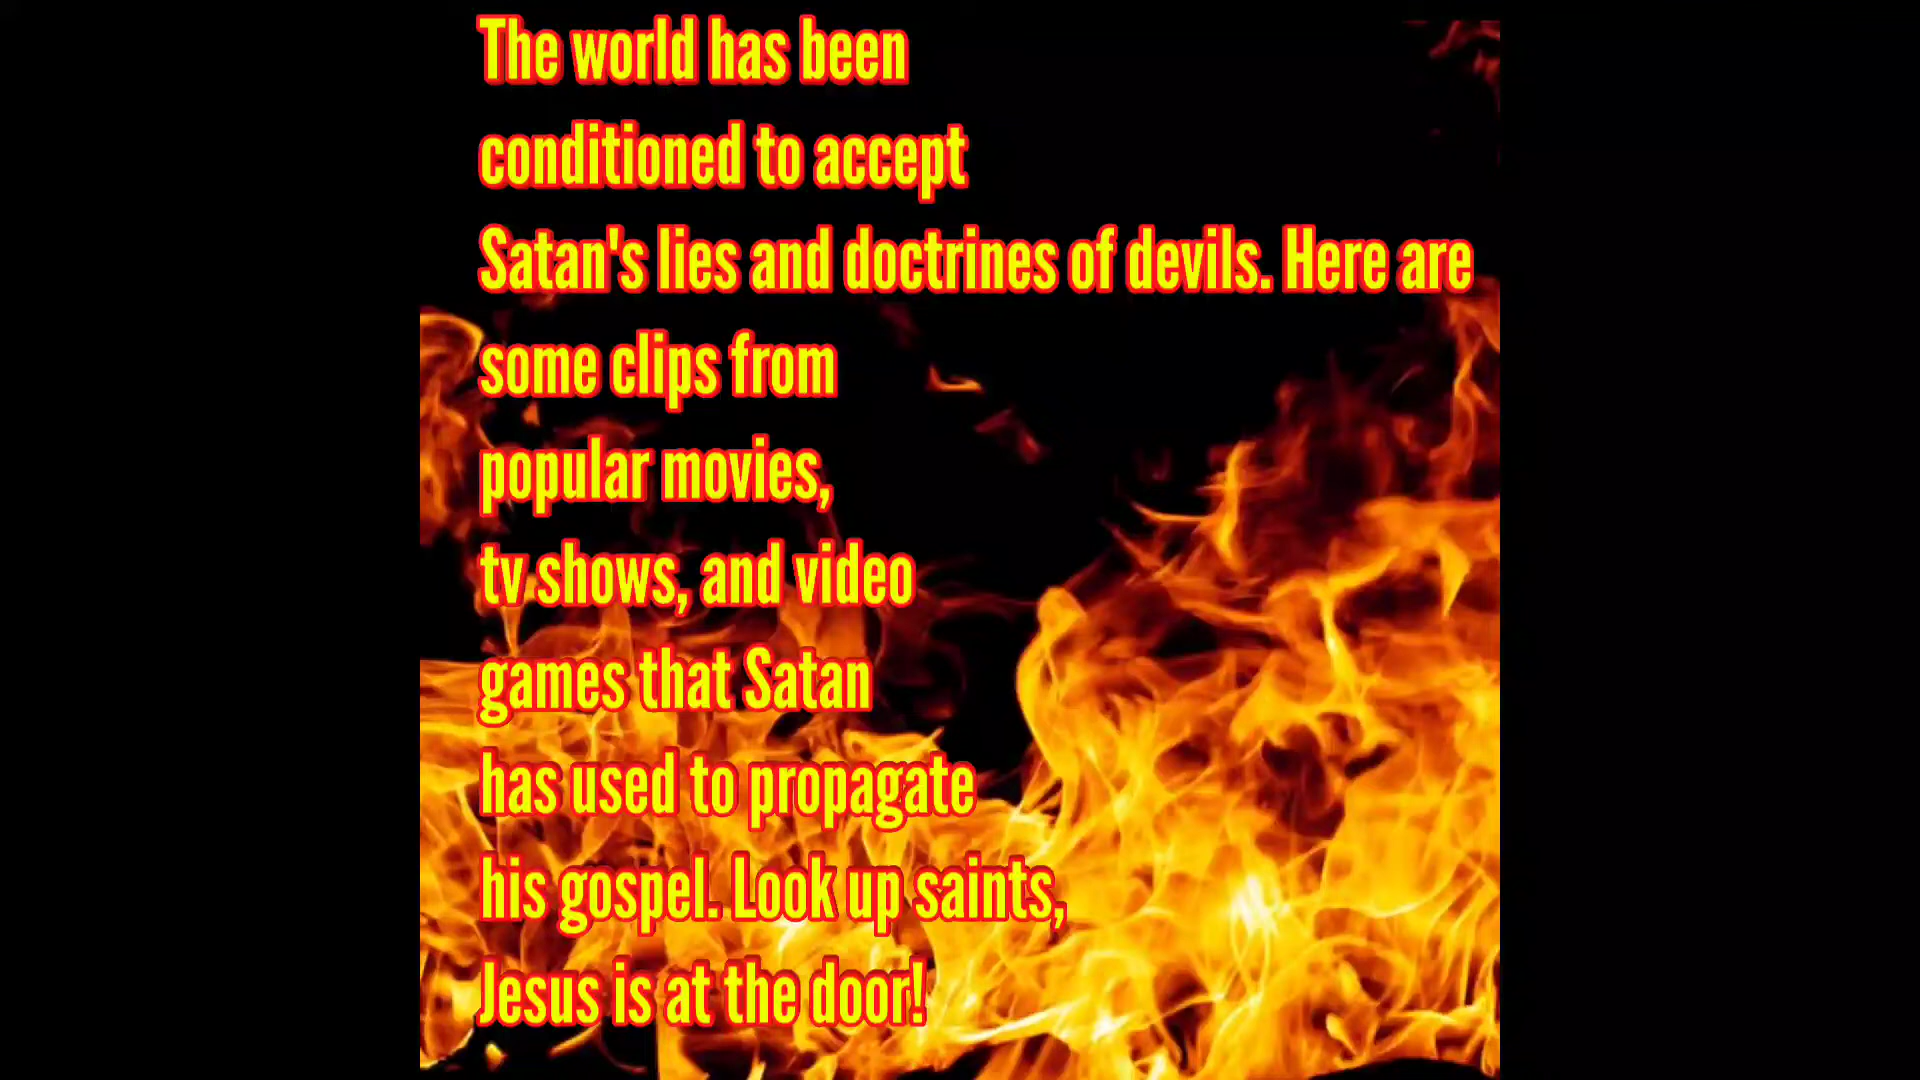 The world has been
conditioned to accept
Satan's lies and doctrines of devils. Here are
some clips from
popular movies,
tv shows, and video
games that Satan
has used to propagate
his gospel. Look up saints,
Jesus is at the door!